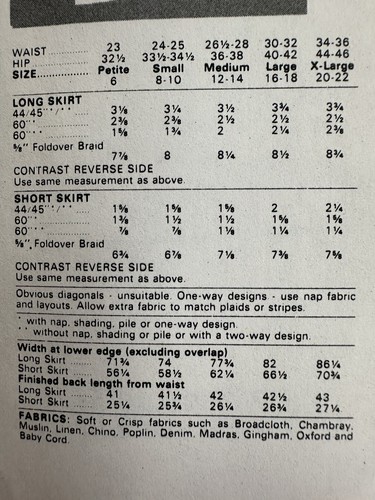 WAIST .......... 23 24-25 26½-28 30-32 34-36
HIP .......... 32½ 33½-34½ 36-38 40-42 44-46
SIZE.......... Petite Small Medium Large X-Large
6 8-10 12-14 16-18 20-22
LONG SKIRT
44/45"*/** .... 3⅛ 3¼ 3½ 3¾ 3¾
60"* .......... 2⅜ 2⅜ 2½ 2½ 2½
60"** .......... 1⅝ 1¾ 2 2¼ 2⅜
⅝" Foldover Braid
7⅞ 8 8¼ 8½ 8¾
CONTRAST REVERSE SIDE
Use same measurement as above.
SHORT SKIRT
44/45"*/** .... 1⅝ 1⅝ 1⅝ 2 2¼
60"* .......... 1⅜ 1½ 1½ 1⅝ 1⅝
60"** .......... ⅞ ⅞ 1⅛ 1¼ 1¼
⅝" Foldover Braid
6¾ 6⅞ 7⅛ 7⅜ 7⅝
CONTRAST REVERSE SIDE
Use same measurement as above.
Obvious diagonals - unsuitable. One-way designs - use nap fabric
and layouts. Allow extra fabric to match plaids or stripes.
* with nap, shading, pile or one-way design.
** without nap, shading or pile or with a two-way design.
Width at lower edge (excluding overlap)
Long Skirt ...... 71¾ 74 77¾ 82 86¼
Short Skirt ..... 56¼ 58½ 62¼ 66½ 70¾
Finished back length from waist
Long Skirt ...... 41 41½ 42 42½ 43
Short Skirt ..... 25¼ 25¾ 26¼ 26¾ 27¼
FABRICS: Soft or Crisp fabrics such as Broadcloth, Chambray,
Muslin, Linen, Chino, Poplin, Denim, Madras, Gingham, Oxford and
Baby Cord.